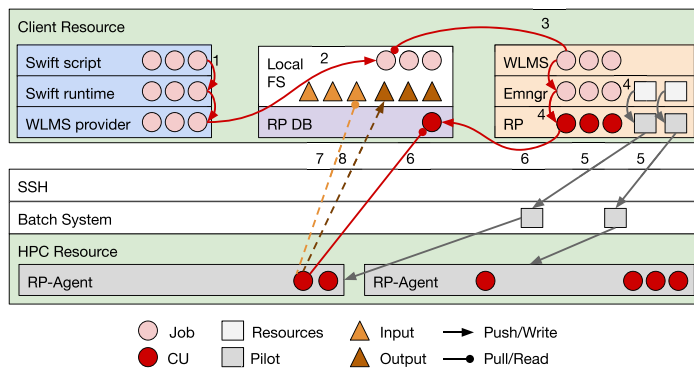 Client Resource
3
Swift script
1
2
Local
FS
WLMS
Swift runtime
Emngr
4
WLMS provider
RP DB
RP
4
7
8
6
6
5
5
SSH
Batch System
HPC Resource
RP-Agent
RP-Agent
Job
Resources
Input
Push/Write
CU
Pilot
Output
Pull/Read